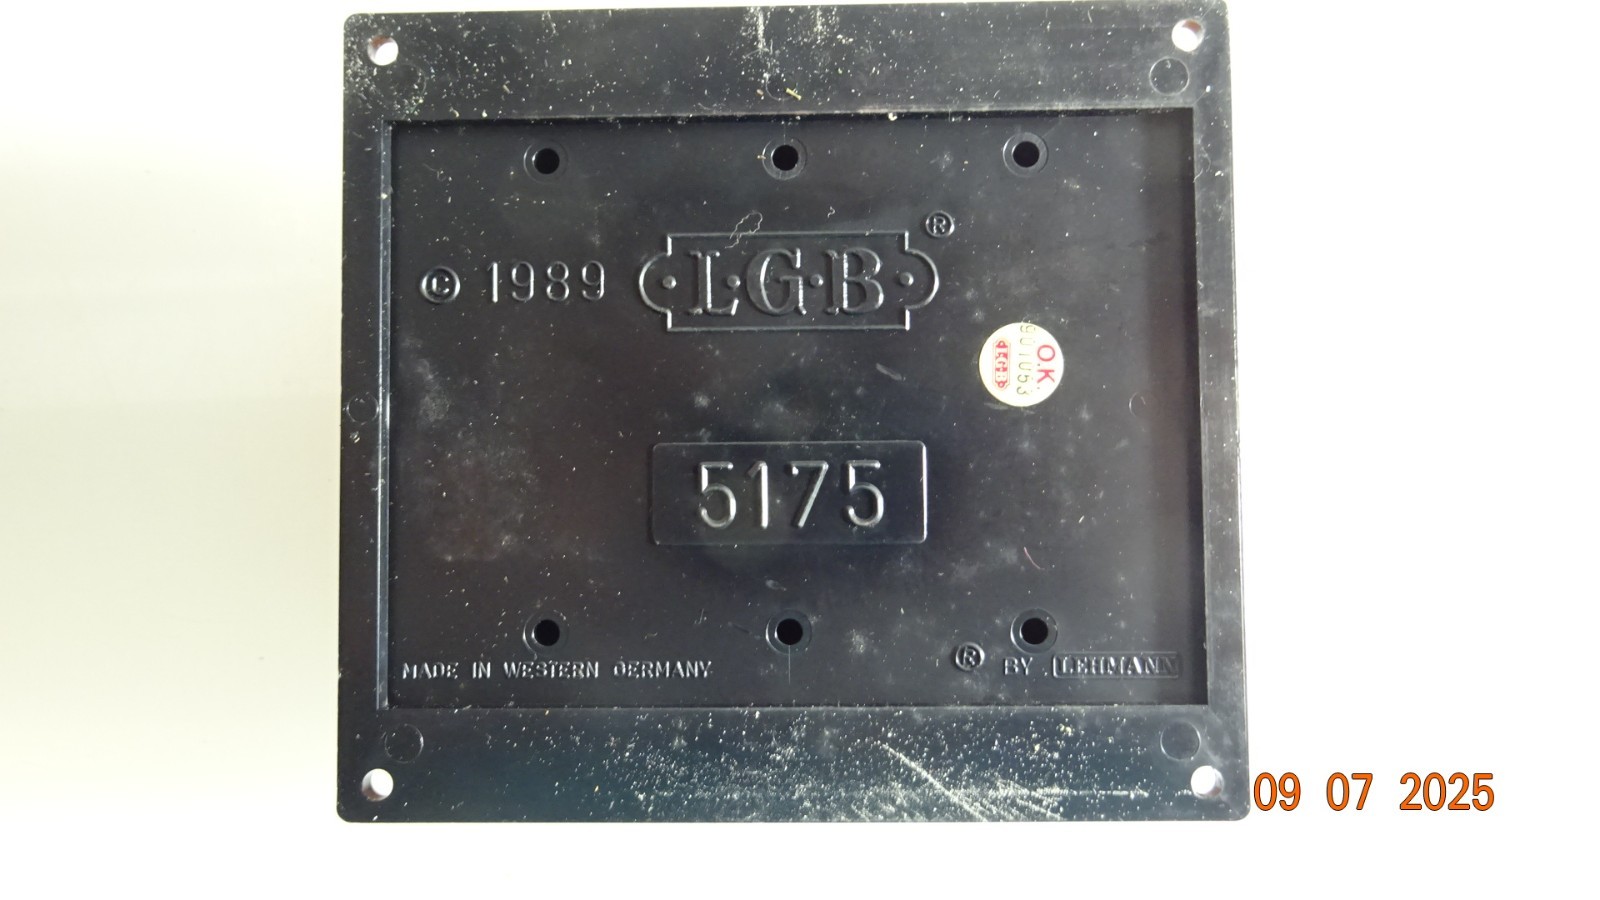 © 1989 ·L·G·B· ®
O.K.
901053
LGB
5175
MADE IN WESTERN GERMANY
® BY LEHMANN
09 07 2025